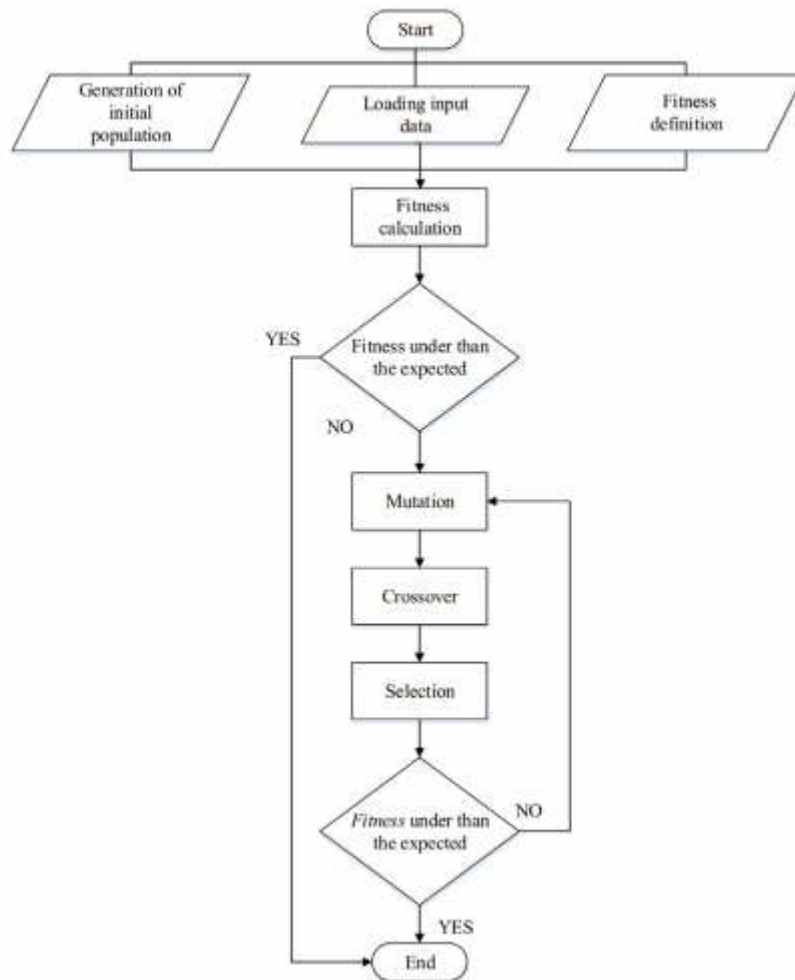 Start
Generation of
initial
population
Loading input
data
Fitness
definition
Fitness
calculation
YES
Fitness under than
the expected
NO
Mutation
Crossover
Selection
Fitness under than
the expected
NO
YES
End